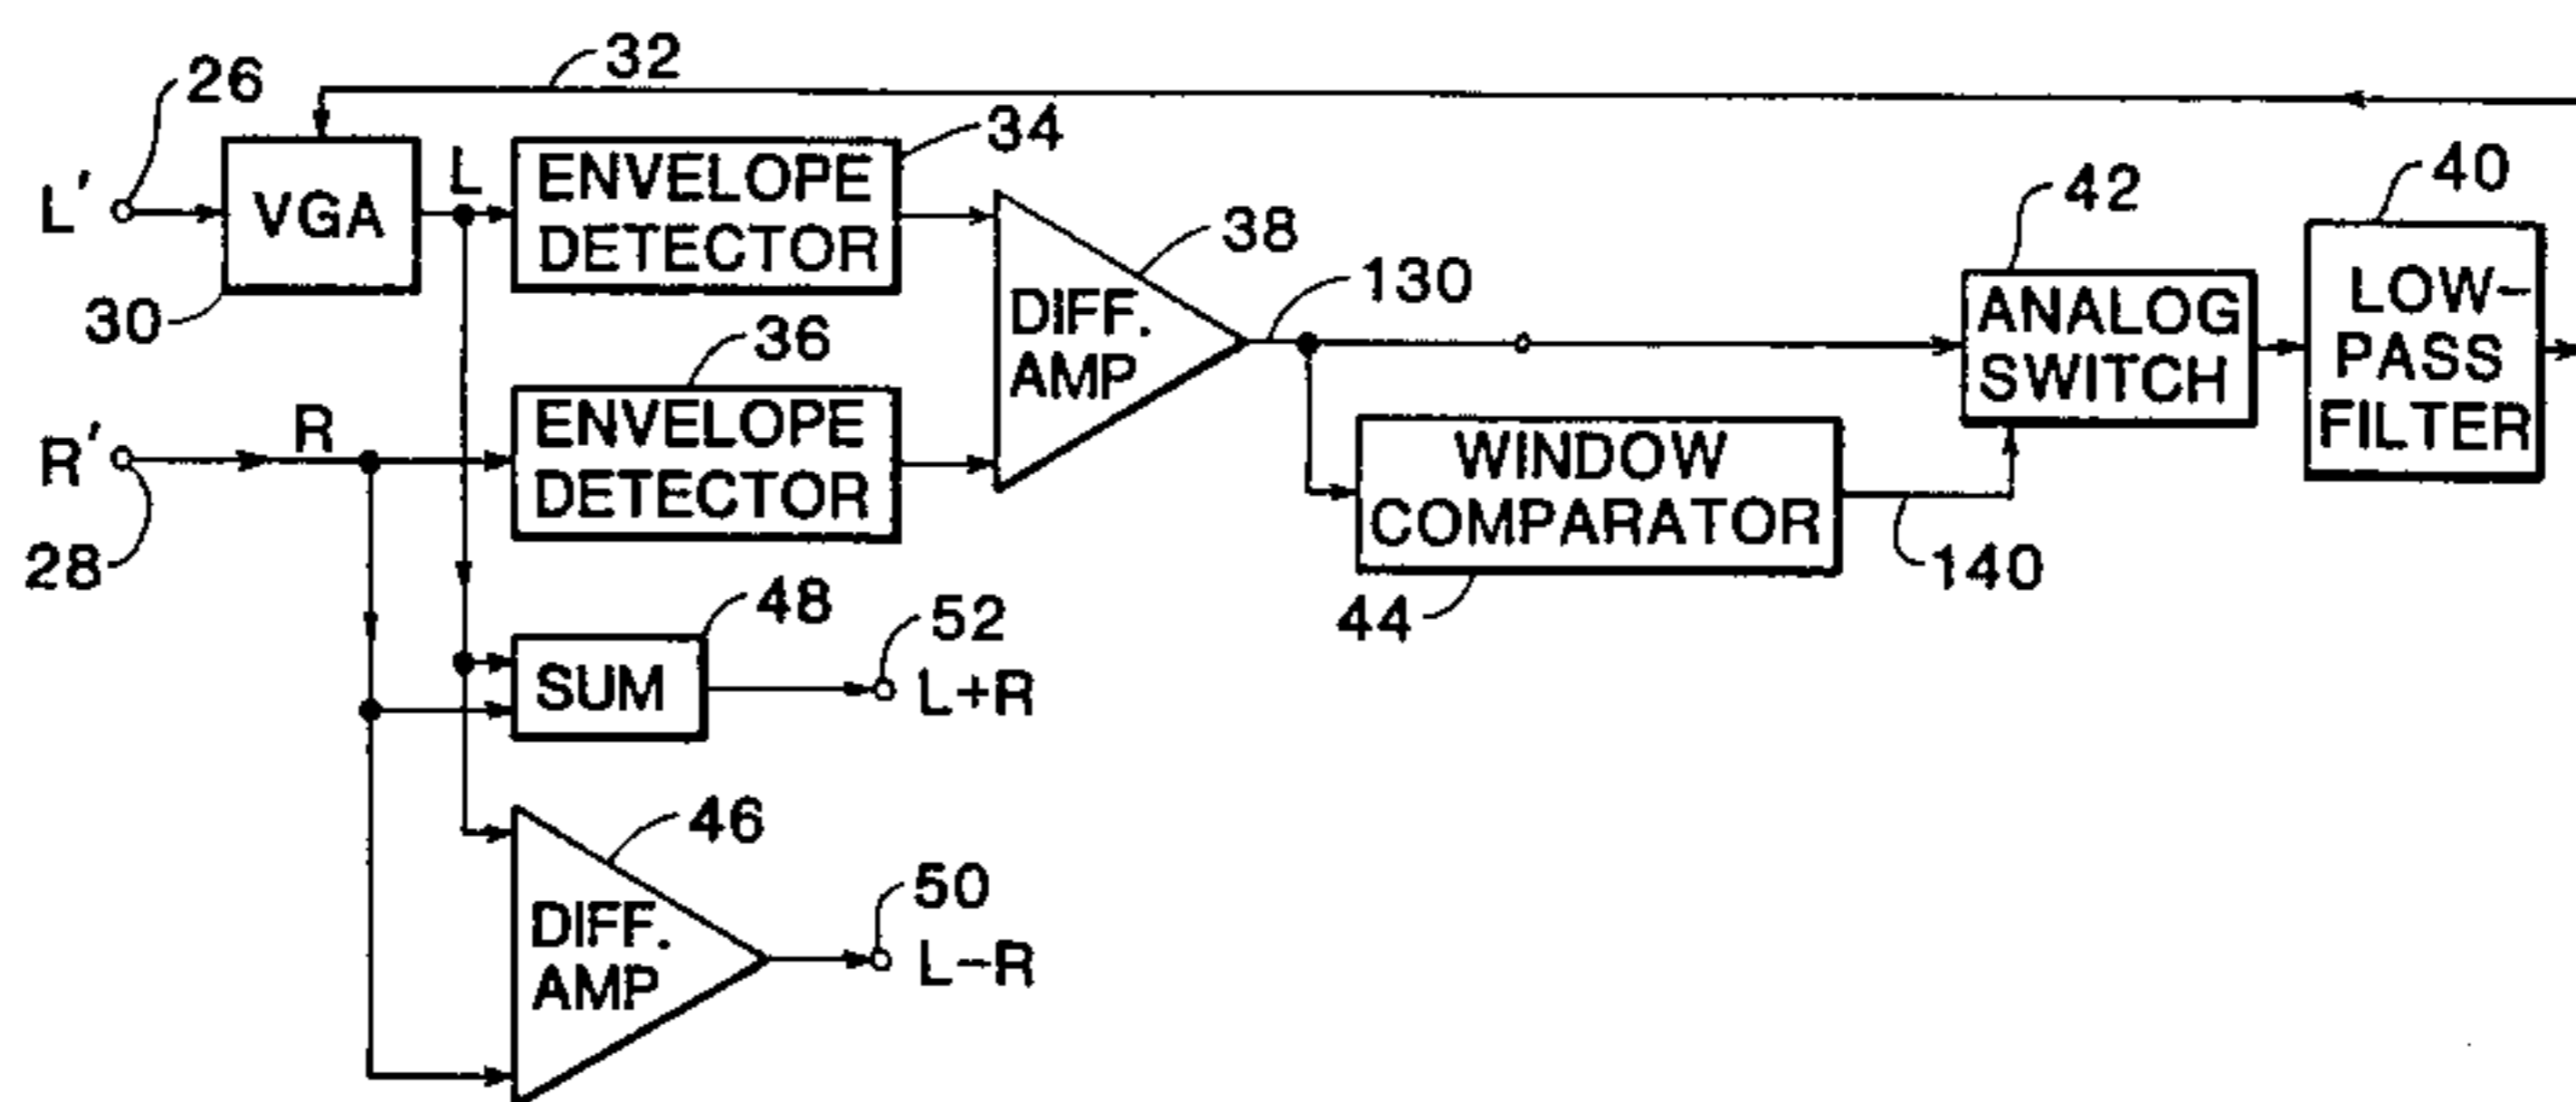 32
26
34
L'
VGA
L
ENVELOPE
DETECTOR
38
130
42
40
30
DIFF.
AMP
ANALOG
SWITCH
LOW-
PASS
FILTER
36
R'
R
ENVELOPE
DETECTOR
WINDOW
COMPARATOR
28
140
44
48
52
SUM
L+R
46
50
DIFF.
AMP
L-R